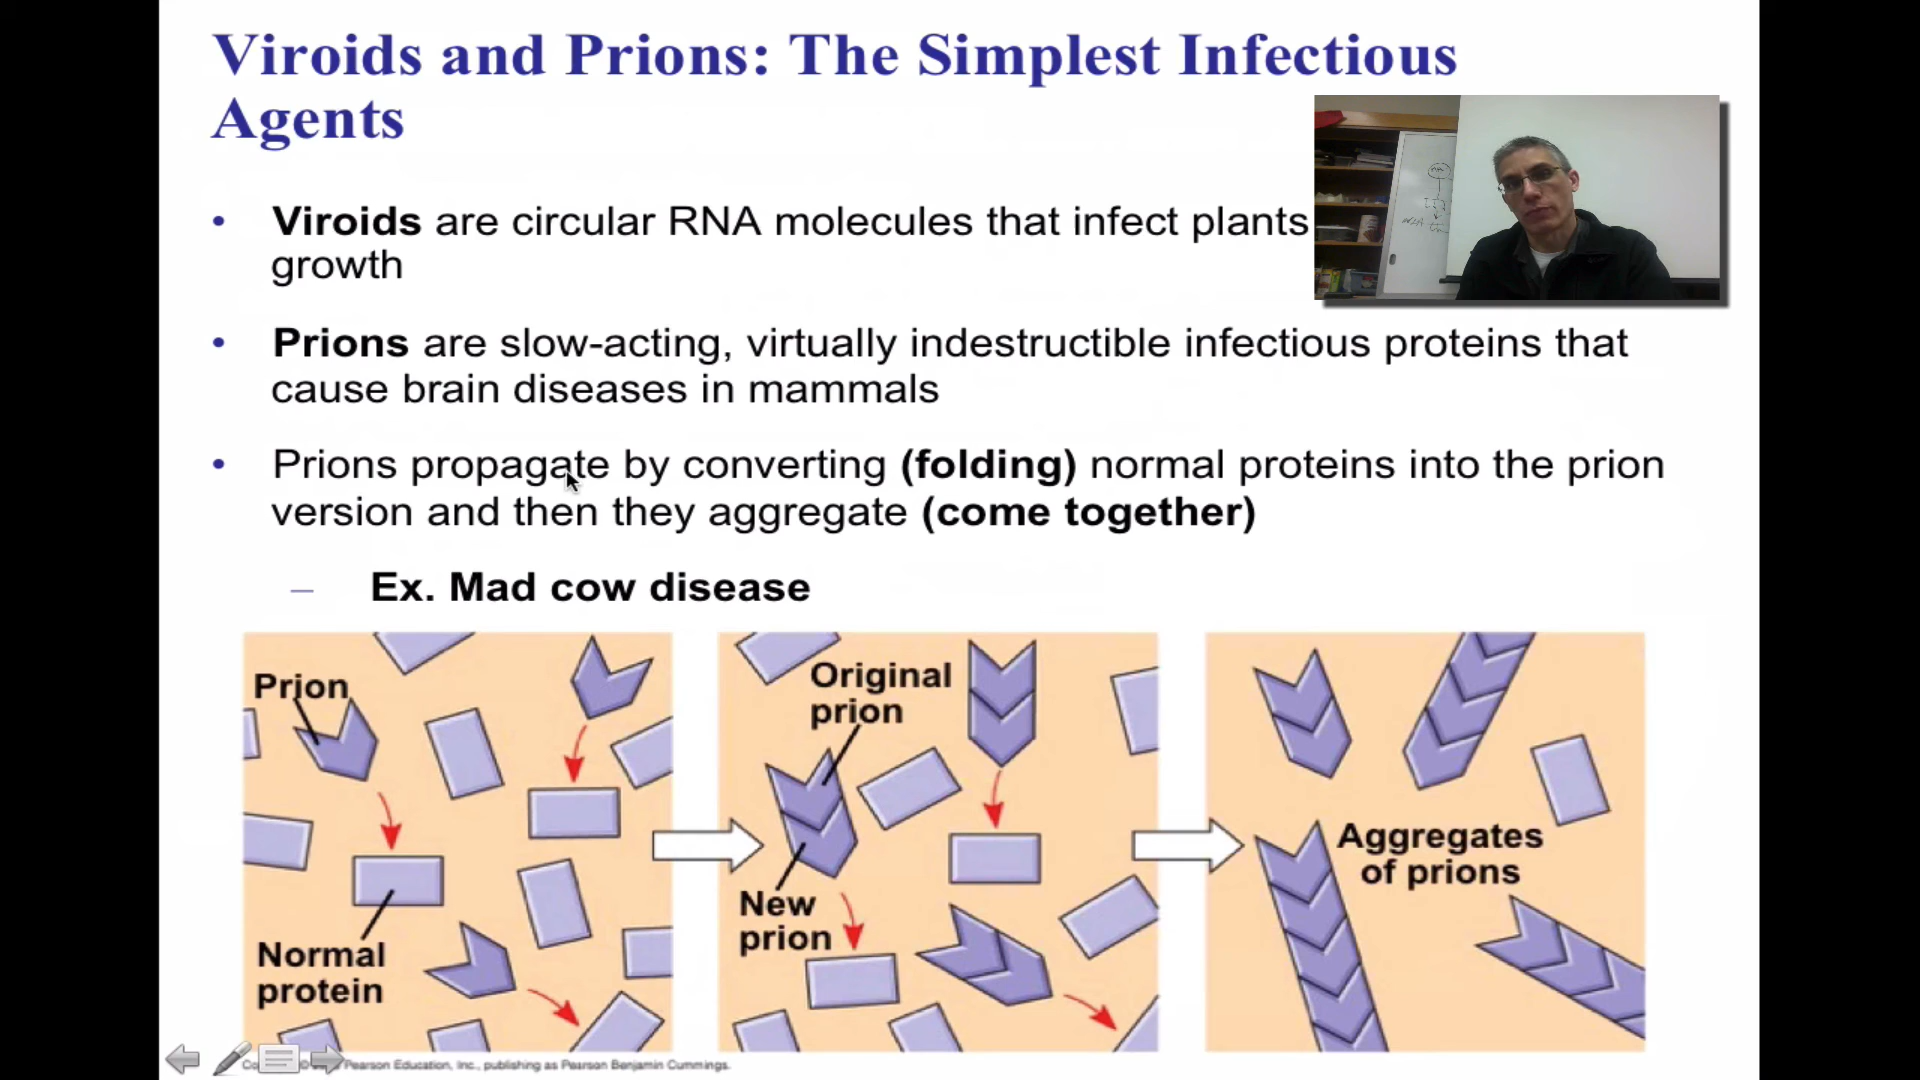 Viroids and Prions: The Simplest Infectious
Agents
• Viroids are circular RNA molecules that infect plants
growth
• Prions are slow-acting, virtually indestructible infectious proteins that
cause brain diseases in mammals
• Prions propagate by converting (folding) normal proteins into the prion
version and then they aggregate (come together)
– Ex. Mad cow disease
Prion
Normal
protein
Original
prion
New
prion
Aggregates
of prions
Pearson Education, Inc., publishing as Pearson Benjamin Cummings.